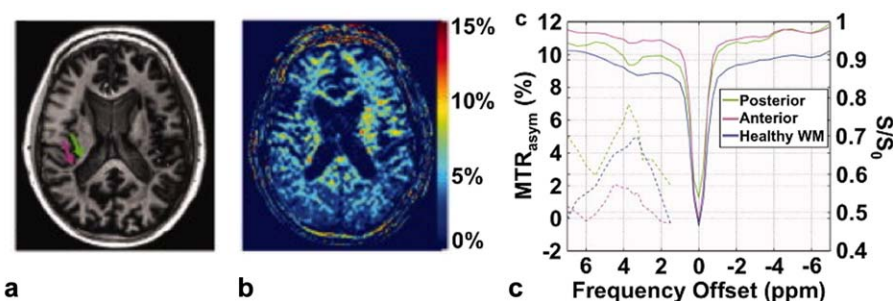 a
15%
10%
5%
0%
b
c
MTR_asym (%)
12
10
8
6
4
2
0
-2
Posterior
Anterior
Healthy WM
1
0.9
0.8
0.7
0.6
0.5
0.4
S/S_0
6 4 2 0 -2 -4 -6
c Frequency Offset (ppm)